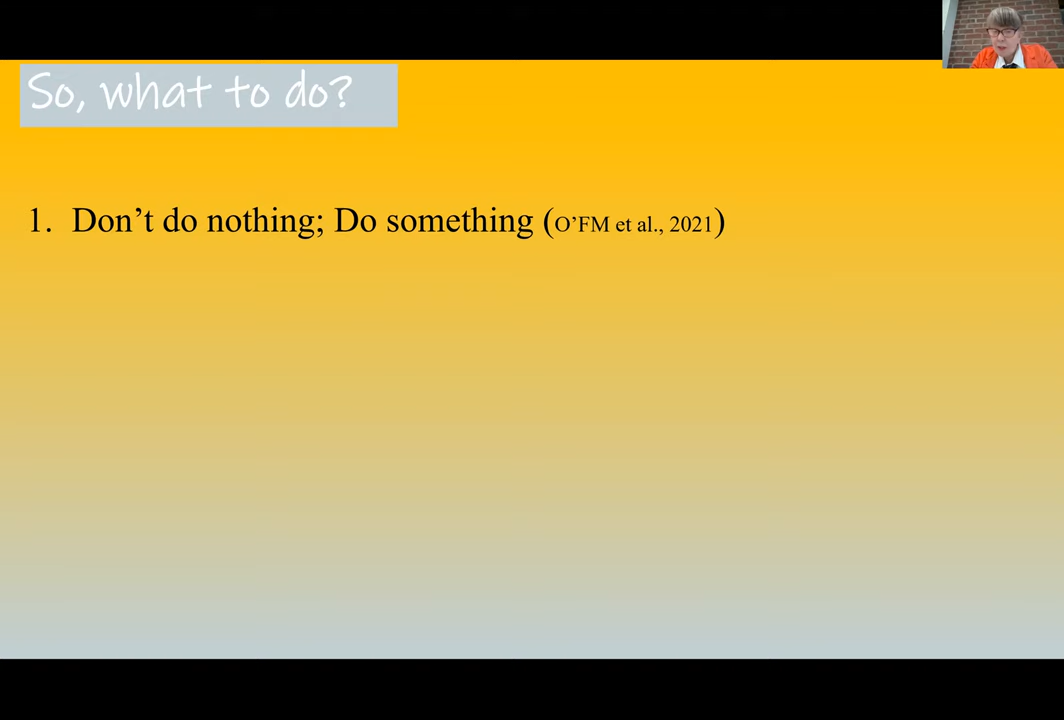 So, what to do?
1. Don’t do nothing; Do something (O’FM et al., 2021)